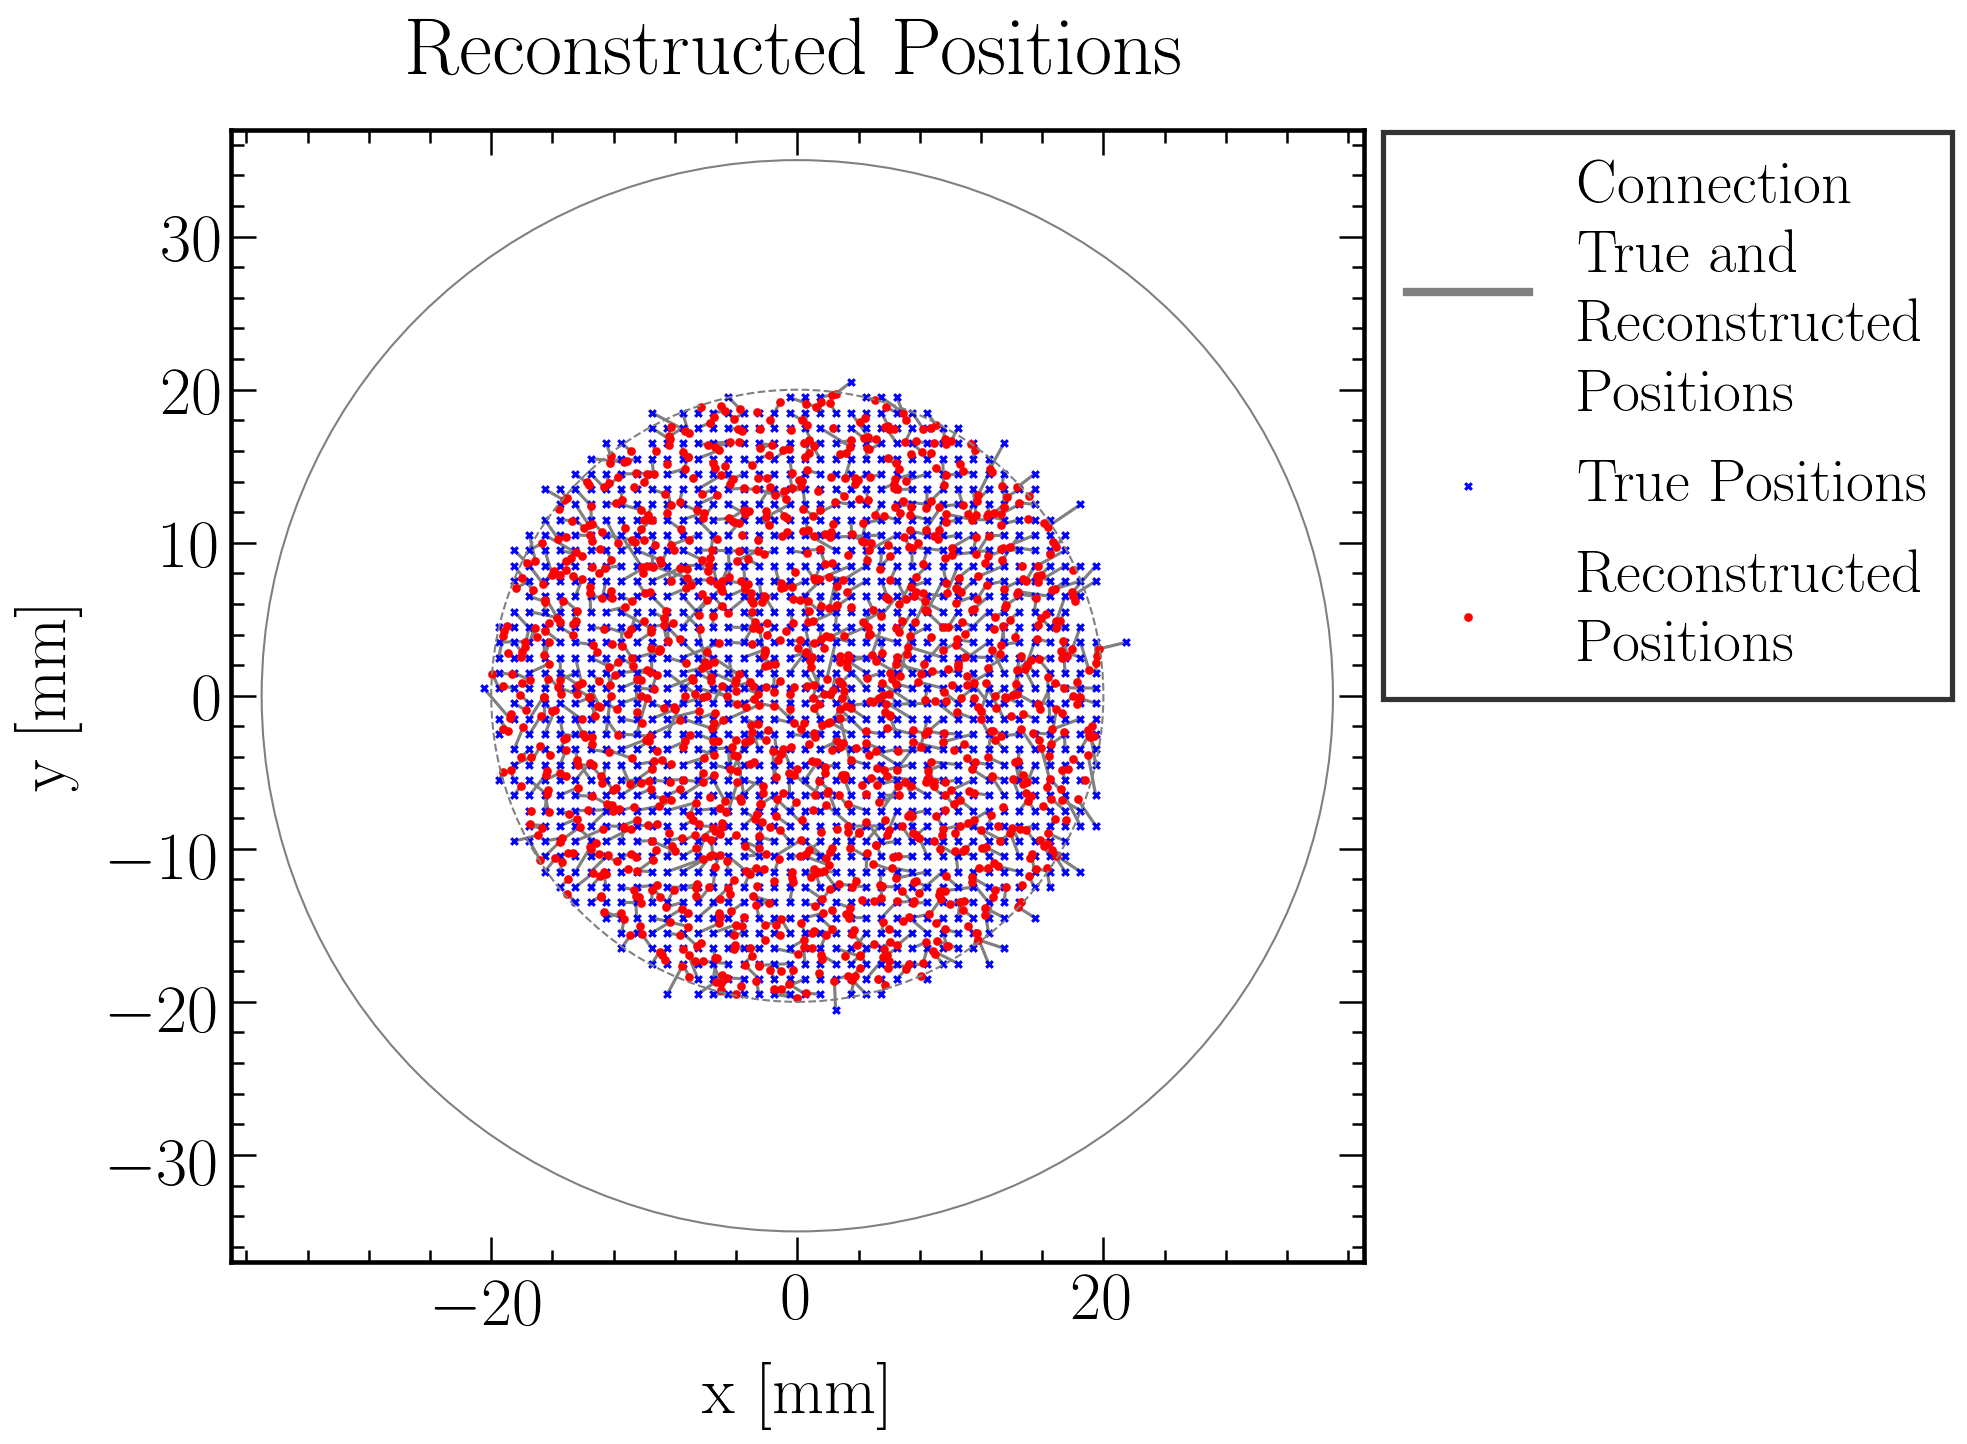 Reconstructed Positions
Connection
True and
Reconstructed
Positions
True Positions
Reconstructed
Positions
y [mm]
30
20
10
0
−10
−20
−30
−20
0
20
x [mm]